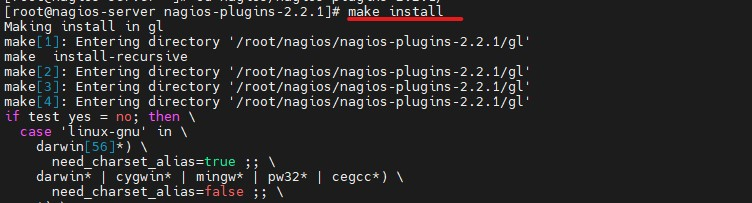 [root@nagios-server nagios-plugins-2.2.1]# make install
Making install in gl
make[1]: Entering directory '/root/nagios/nagios-plugins-2.2.1/gl'
make  install-recursive
make[2]: Entering directory '/root/nagios/nagios-plugins-2.2.1/gl'
make[3]: Entering directory '/root/nagios/nagios-plugins-2.2.1/gl'
make[4]: Entering directory '/root/nagios/nagios-plugins-2.2.1/gl'
if test yes = no; then \
  case 'linux-gnu' in \
    darwin[56]*) \
      need_charset_alias=true ;; \
    darwin* | cygwin* | mingw* | pw32* | cegcc*) \
      need_charset_alias=false ;; \